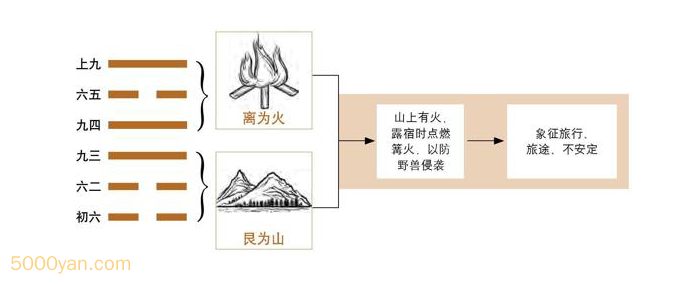 上九
六五
九四
九三
六二
初六
离为火
艮为山
山上有火、
露宿时点燃
篝火、以防
野兽侵袭
象征旅行、
旅途、不安定
5000yan.com